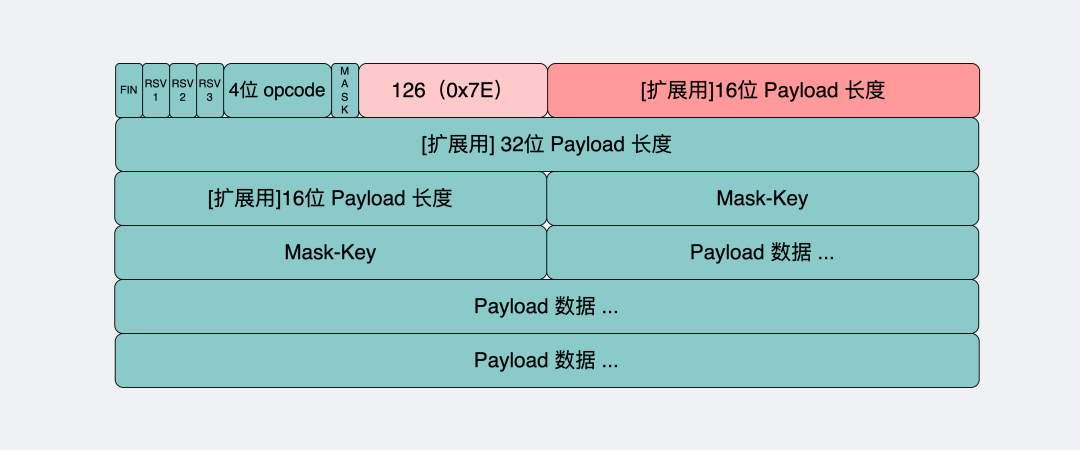 FIN RSV 1 RSV 2 RSV 3 4位 opcode MASK 126（0x7E） [扩展用]16位 Payload 长度
[扩展用] 32位 Payload 长度
[扩展用]16位 Payload 长度 Mask-Key
Mask-Key Payload 数据 ...
Payload 数据 ...
Payload 数据 ...